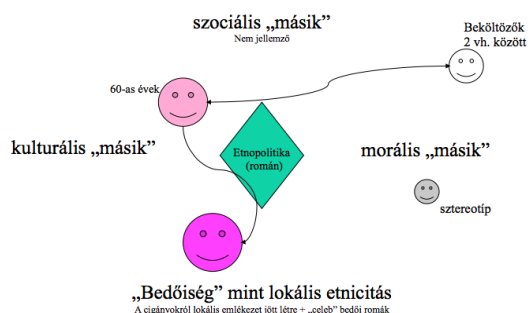 szociális „másik”
Nem jellemző
Beköltözők
2 vh. között
60-as évek
kulturális „másik”
Etnopolitika
(román)
morális „másik”
sztereotíp
„Bedőiség” mint lokális etnicitás
A cigányokról lokális emlékezet jött létre + „celeb” bedői romák